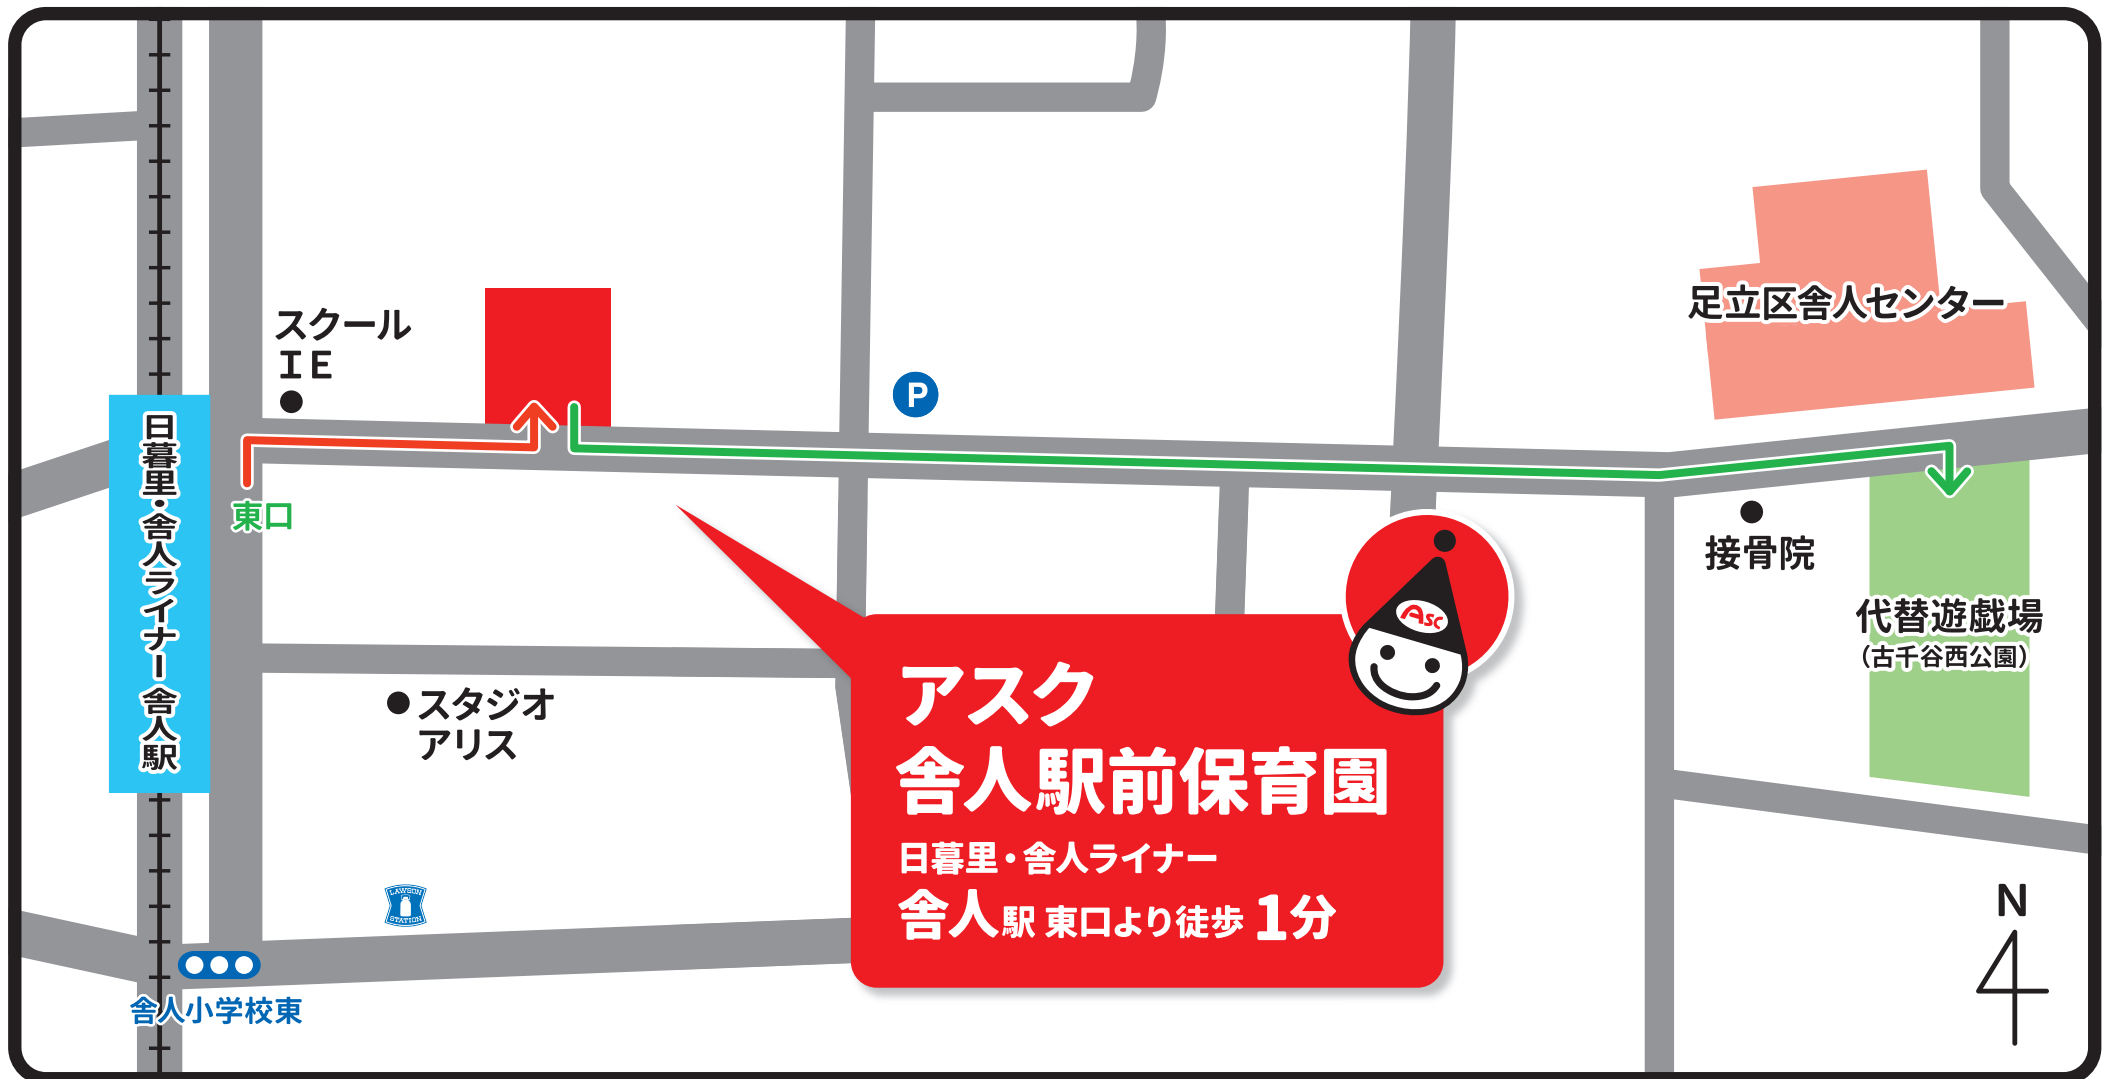 スクール
IE
P
足立区舎人センター
日暮里・舎人ライナー 舎人駅
東口
接骨院
代替遊戯場
(古千谷西公園)
ASC
アスク
舎人駅前保育園
日暮里・舎人ライナー
舎人駅 東口より徒歩 1分
スタジオ
アリス
LAWSON
STATION
舎人小学校東
N